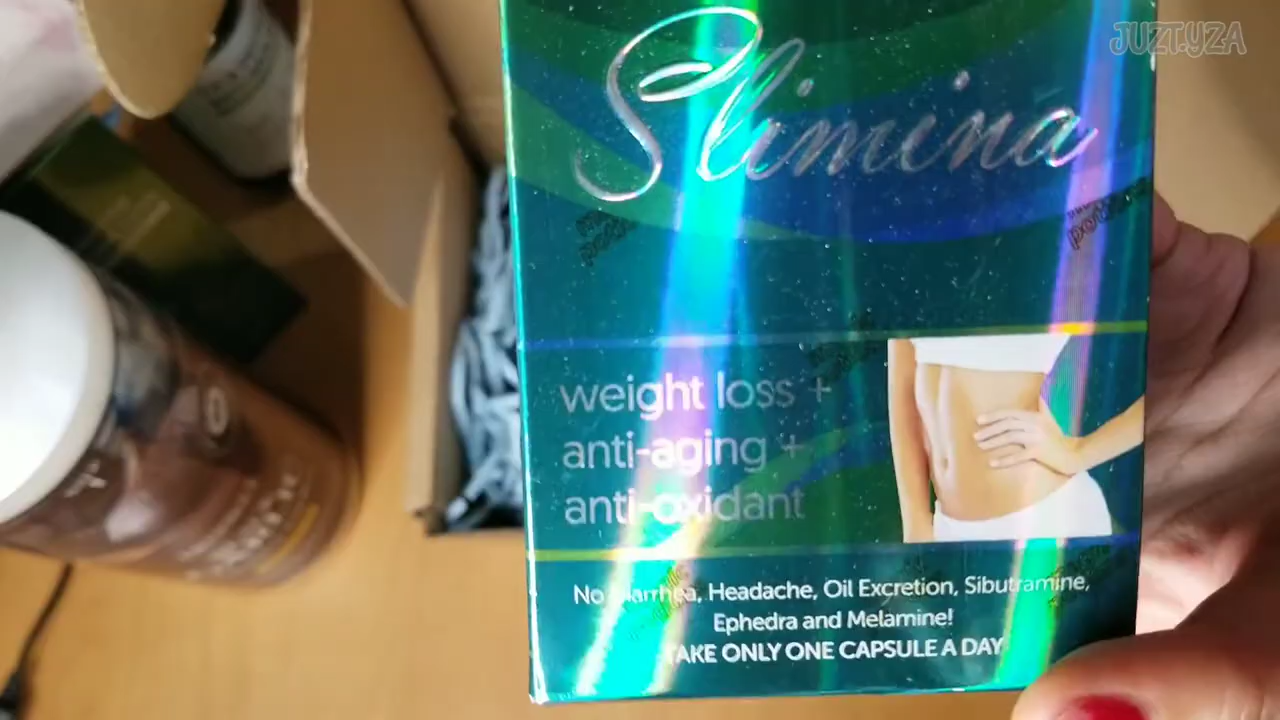 JUZT.YZA
Slimina
weight loss +
anti-aging +
anti-oxidant
No Diarrhea, Headache, Oil Excretion, Sibutramine,
Ephedra and Melamine!
TAKE ONLY ONE CAPSULE A DAY